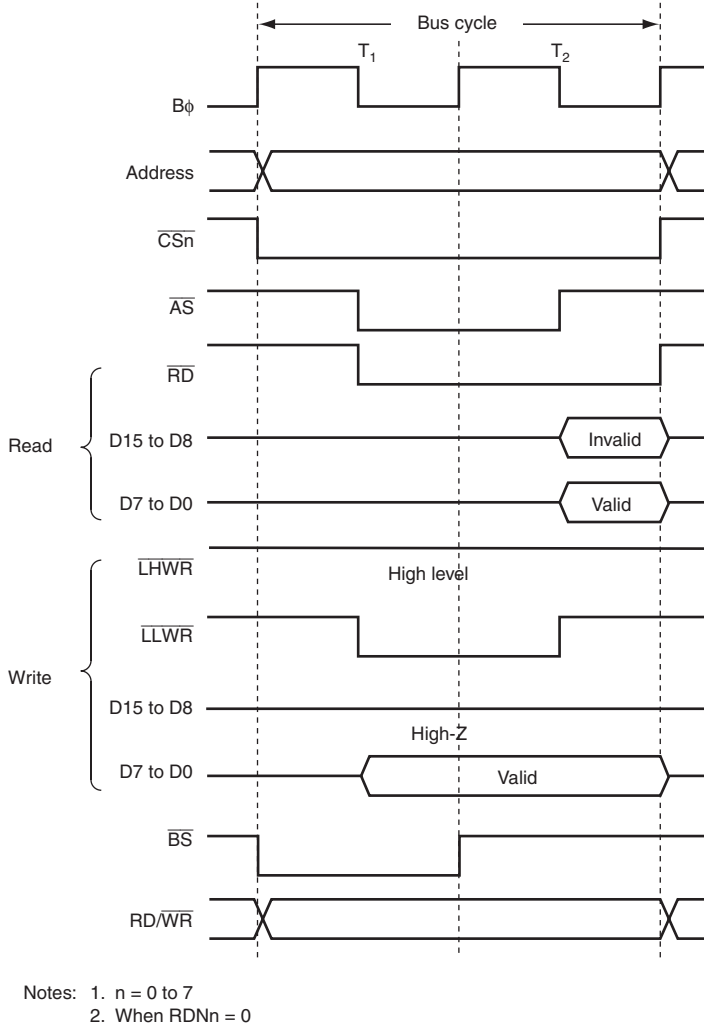 Bus cycle
T1 T2
Bφ
Address
CSn
AS
RD
Read
D15 to D8 Invalid
D7 to D0 Valid
LHWR High level
LLWR
Write
D15 to D8
High-Z
D7 to D0 Valid
BS
RD/WR
Notes: 1. n = 0 to 7
2. When RDNn = 0